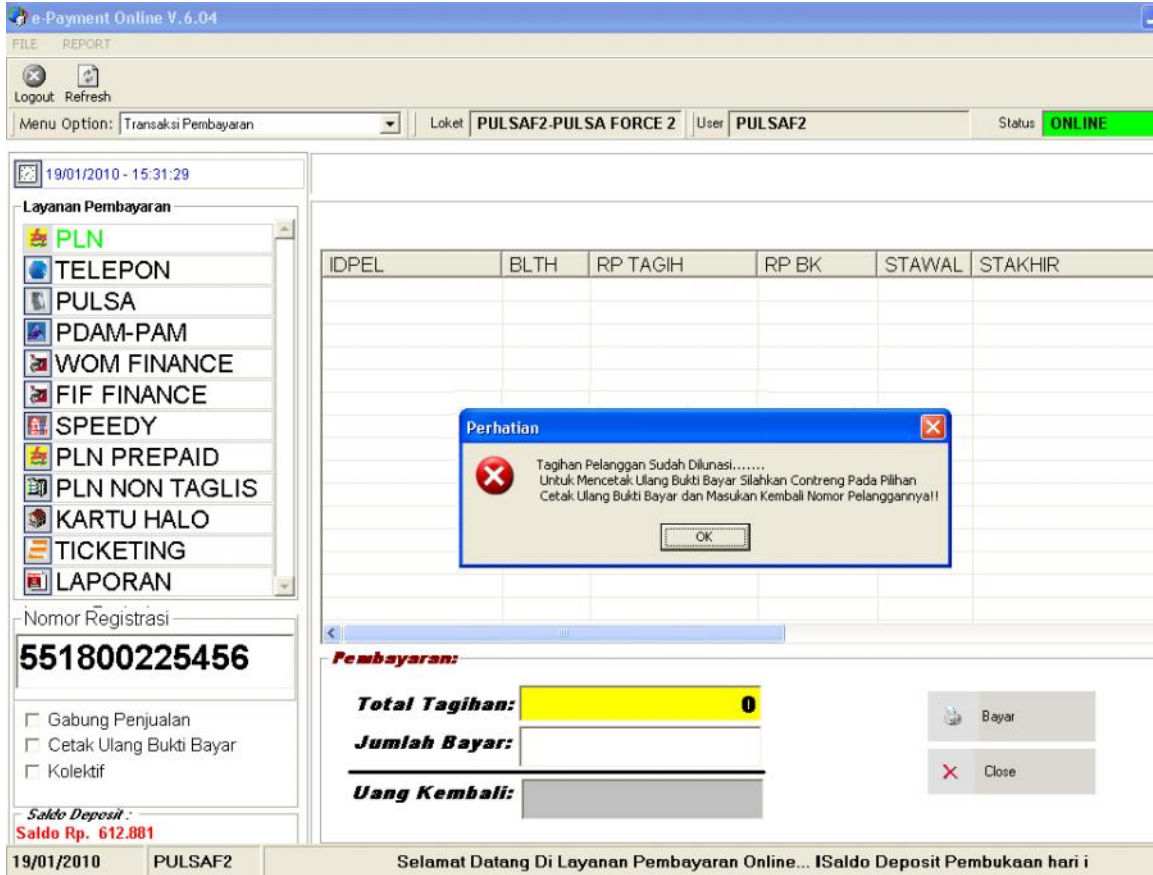 e-Payment Online V.6.04
FILE REPORT
Logout Refresh
Menu Option: Transaksi Pembayaran Loket PULSAF2-PULSA FORCE 2 User PULSAF2 Status ONLINE
19/01/2010 - 15:31:29
Layanan Pembayaran
PLN
TELEPON
PULSA
PDAM-PAM
WOM FINANCE
FIF FINANCE
SPEEDY
PLN PREPAID
PLN NON TAGLIS
KARTU HALO
TICKETING
LAPORAN
Nomor Registrasi
551800225456
Gabung Penjualan
Cetak Ulang Bukti Bayar
Kolektif
Saldo Deposit :
Saldo Rp. 612.881
IDPEL BLTH RP TAGIH RP BK STAWAL STAKHIR
Perhatian
Tagihan Pelanggan Sudah Dilunasi.......
Untuk Mencetak Ulang Bukti Bayar Silahkan Contreng Pada Pilihan
Cetak Ulang Bukti Bayar dan Masukan Kembali Nomor Pelanggannya!!
OK
Pembayaran:
Total Tagihan: 0
Jumlah Bayar:
Uang Kembali:
Bayar
Close
19/01/2010 PULSAF2 Selamat Datang Di Layanan Pembayaran Online... !Saldo Deposit Pembukaan hari i